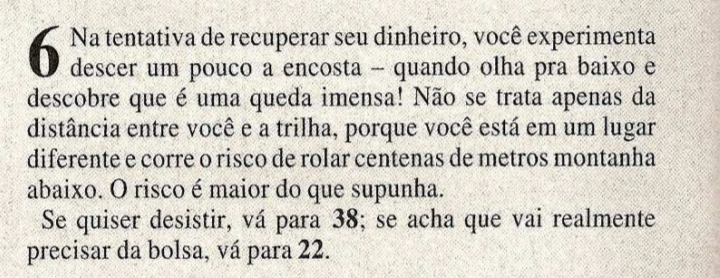 6 Na tentativa de recuperar seu dinheiro, você experimenta
descer um pouco a encosta – quando olha pra baixo e
descobre que é uma queda imensa! Não se trata apenas da
distância entre você e a trilha, porque você está em um lugar
diferente e corre o risco de rolar centenas de metros montanha
abaixo. O risco é maior do que supunha.
Se quiser desistir, vá para 38; se acha que vai realmente
precisar da bolsa, vá para 22.